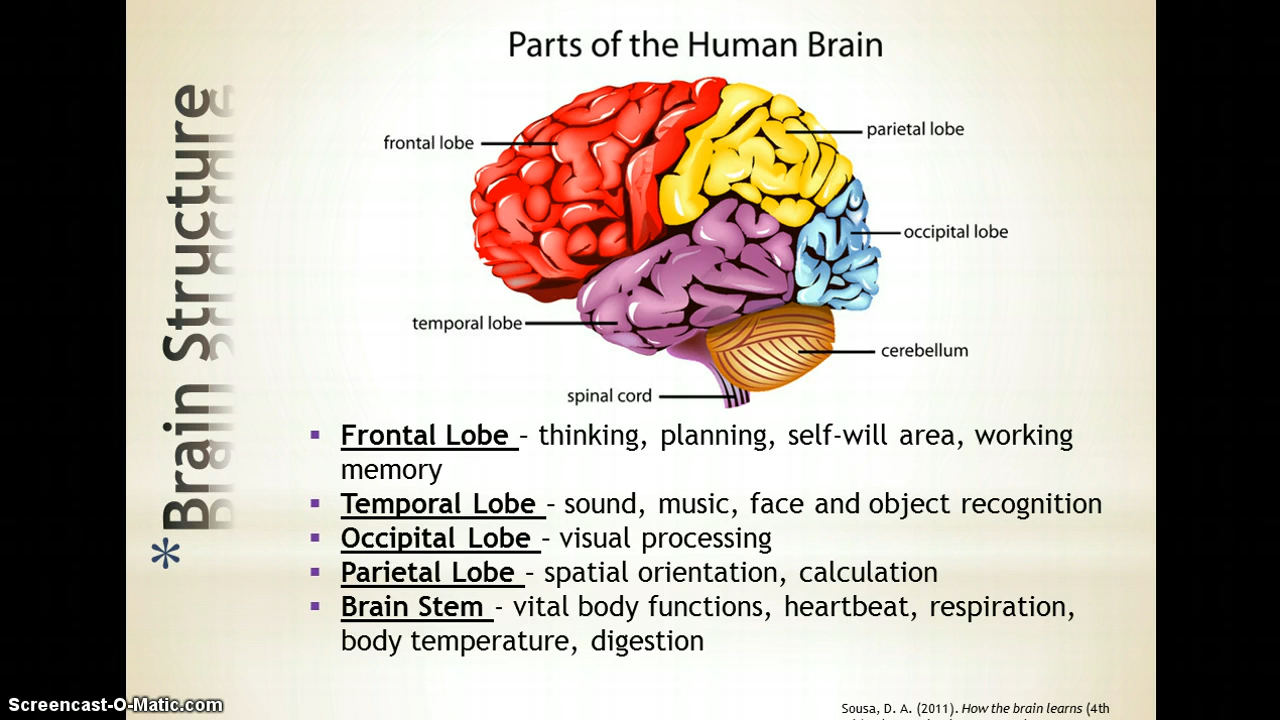 Parts of the Human Brain
frontal lobe
parietal lobe
occipital lobe
temporal lobe
cerebellum
spinal cord
* Brain Structure
▪ Frontal Lobe – thinking, planning, self-will area, working
memory
▪ Temporal Lobe – sound, music, face and object recognition
▪ Occipital Lobe – visual processing
▪ Parietal Lobe – spatial orientation, calculation
▪ Brain Stem - vital body functions, heartbeat, respiration,
body temperature, digestion
Screencast-O-Matic.com
Sousa, D. A. (2011). How the brain learns (4th